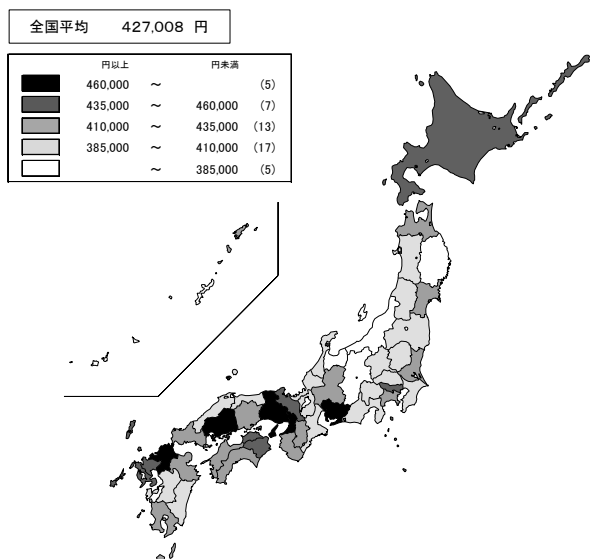 全国平均 427,008 円
円以上 円未満
460,000 ～ (5)
435,000 ～ 460,000 (7)
410,000 ～ 435,000 (13)
385,000 ～ 410,000 (17)
～ 385,000 (5)